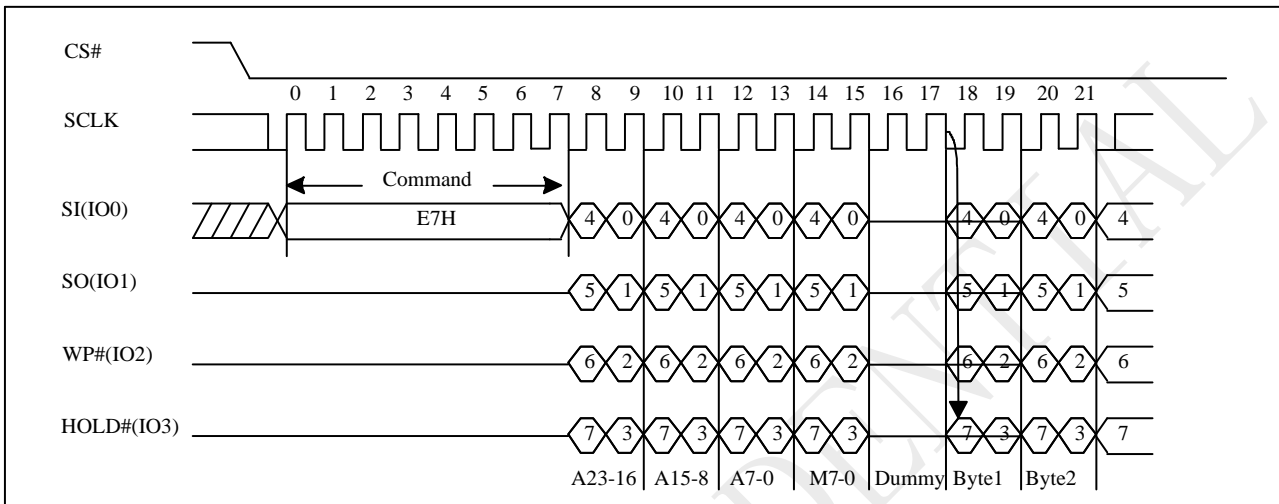 CS#
0 1 2 3 4 5 6 7 8 9 10 11 12 13 14 15 16 17 18 19 20 21
SCLK
Command
SI(IO0) E7H 4 0 4 0 4 0 4 0 4 0 4 0 4
SO(IO1) 5 1 5 1 5 1 5 1 5 1 5 1 5
WP#(IO2) 6 2 6 2 6 2 6 2 6 2 6 2 6
HOLD#(IO3) 7 3 7 3 7 3 7 3 7 3 7 3 7
A23-16 A15-8 A7-0 M7-0 Dummy Byte1 Byte2
DENTIAL